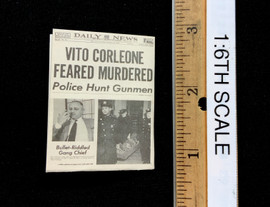 DAILY NEWS
VITO CORLEONE
FEARED MURDERED
Police Hunt Gunmen
Bullet-Riddled
Gang Chief
1:6TH SCALE
1
2
3